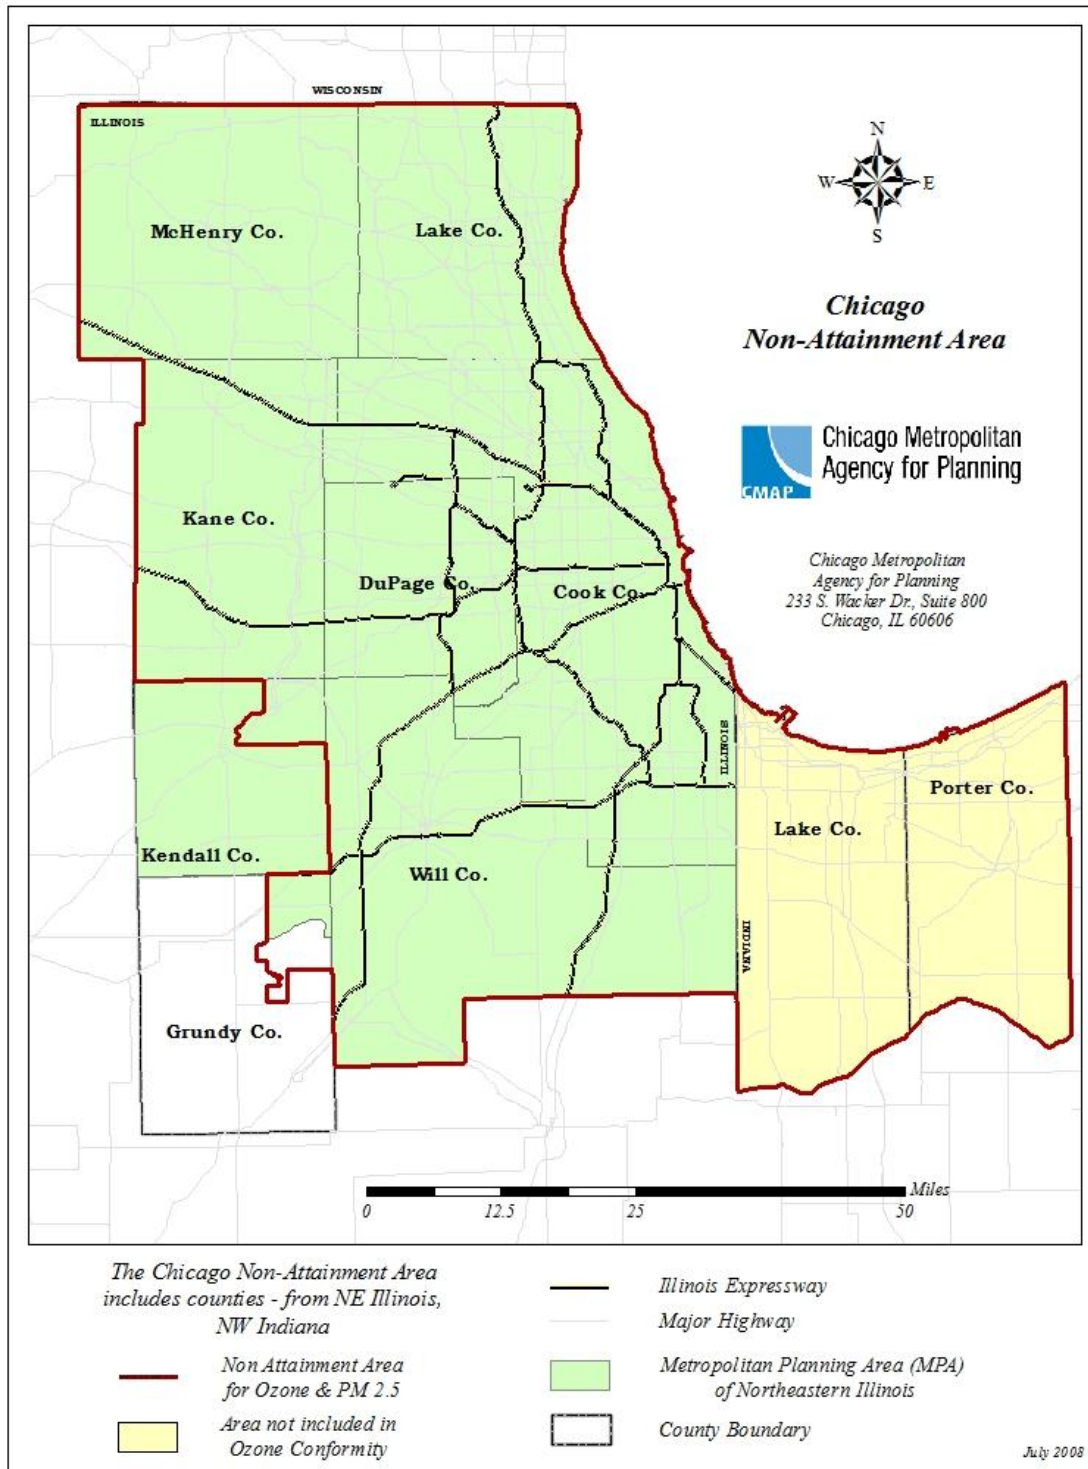 WISCONSIN
ILLINOIS
McHenry Co.
Lake Co.
N
W
E
S
Chicago
Non-Attainment Area
CMAP
Chicago Metropolitan
Agency for Planning
Kane Co.
DuPage Co.
Cook Co.
Chicago Metropolitan
Agency for Planning
233 S. Wacker Dr., Suite 800
Chicago, IL 60606
ILLINOIS
INDIANA
Porter Co.
Lake Co.
Kendall Co.
Will Co.
Grundy Co.
Miles
0 12.5 25 50
The Chicago Non-Attainment Area
includes counties - from NE Illinois,
NW Indiana
Non Attainment Area
for Ozone & PM 2.5
Area not included in
Ozone Conformity
Illinois Expressway
Major Highway
Metropolitan Planning Area (MPA)
of Northeastern Illinois
County Boundary
July 2008